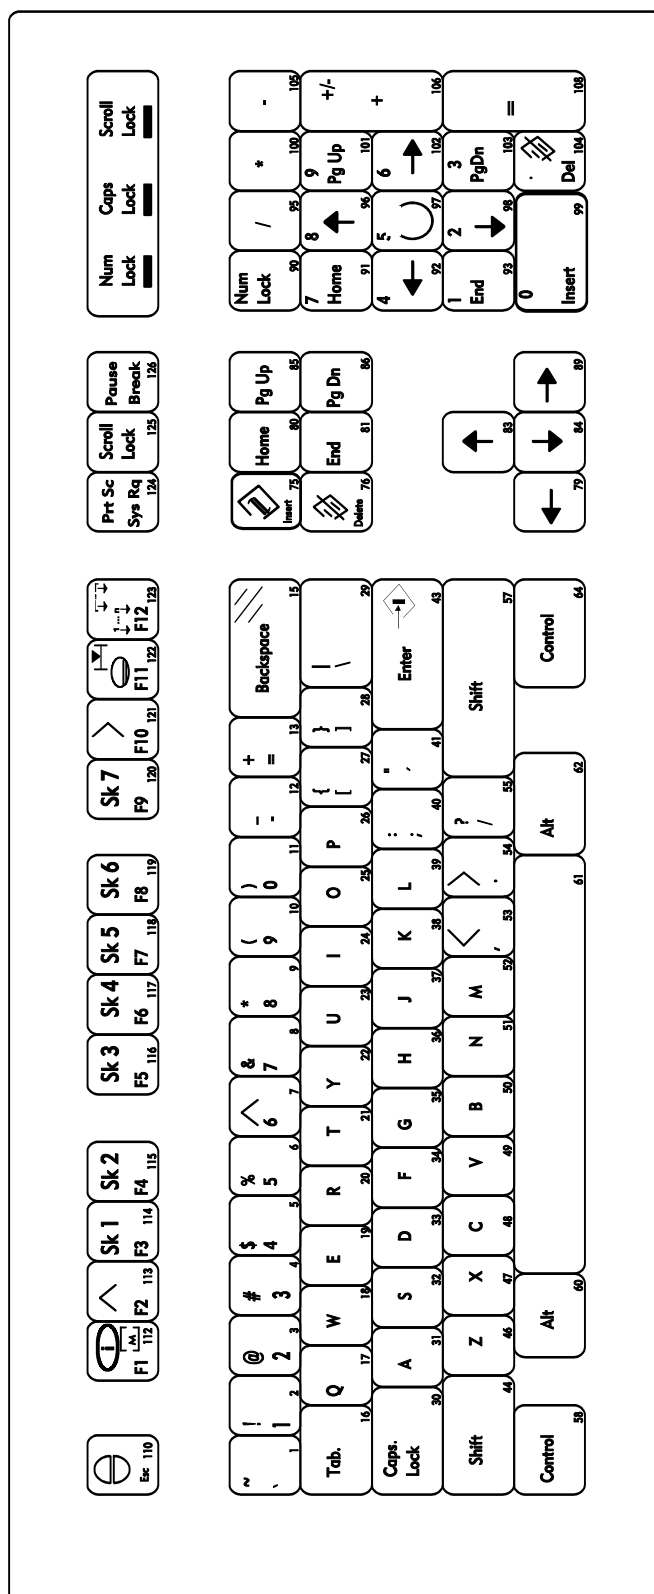 Esc 110
F1 112
F2 113
Sk 1
F3 114
Sk 2
F4 115
Sk 3
F5 116
Sk 4
F6 117
Sk 5
F7 118
Sk 6
F8 119
Sk 7
F9 120
F10 121
F11 122
1...n
F12 123
Prt Sc
Sys Rq
124
Scroll
Lock
125
Pause
Break
126
Num
Lock
Caps
Lock
Scroll
Lock
~
` 1
!
1 2
@
2 3
#
3 4
$
4 5
%
5 6
^
6 7
&
7 8
*
8 9
(
9 10
)
0 11
_
- 12
+
= 13
Backspace 15
Insert 75
Home 80
Pg Up 85
Num
Lock 90
/ 95
* 100
- 105
Tab. 16
Q 17
W 18
E 19
R 20
T 21
Y 22
U 23
I 24
O 25
P 26
{
[ 27
}
] 28
|
\ 29
Delete 76
End 81
Pg Dn 86
7
Home 91
8
96
9
Pg Up 101
+/-
+
106
Caps.
Lock 30
A 31
S 32
D 33
F 34
G 35
H 36
J 37
K 38
L 39
:
; 40
"
' 41
Enter 43
4
92
5
97
6
102
Shift 44
Z 46
X 47
C 48
V 49
B 50
N 51
M 52
<
, 53
>
. 54
?
/ 55
Shift 57
83
1
End 93
2
98
3
PgDn 103
=
108
Control 58
Alt 60
61
Alt 62
Control 64
79
84
89
0
Insert 99
.
Del 104